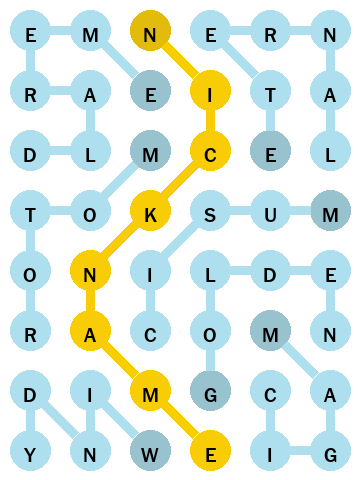 E M N E R N
R A E I T A
D L M C E L
T O K S U M
O N I L D E
R A C O M N
D I M G C A
Y N W E I G